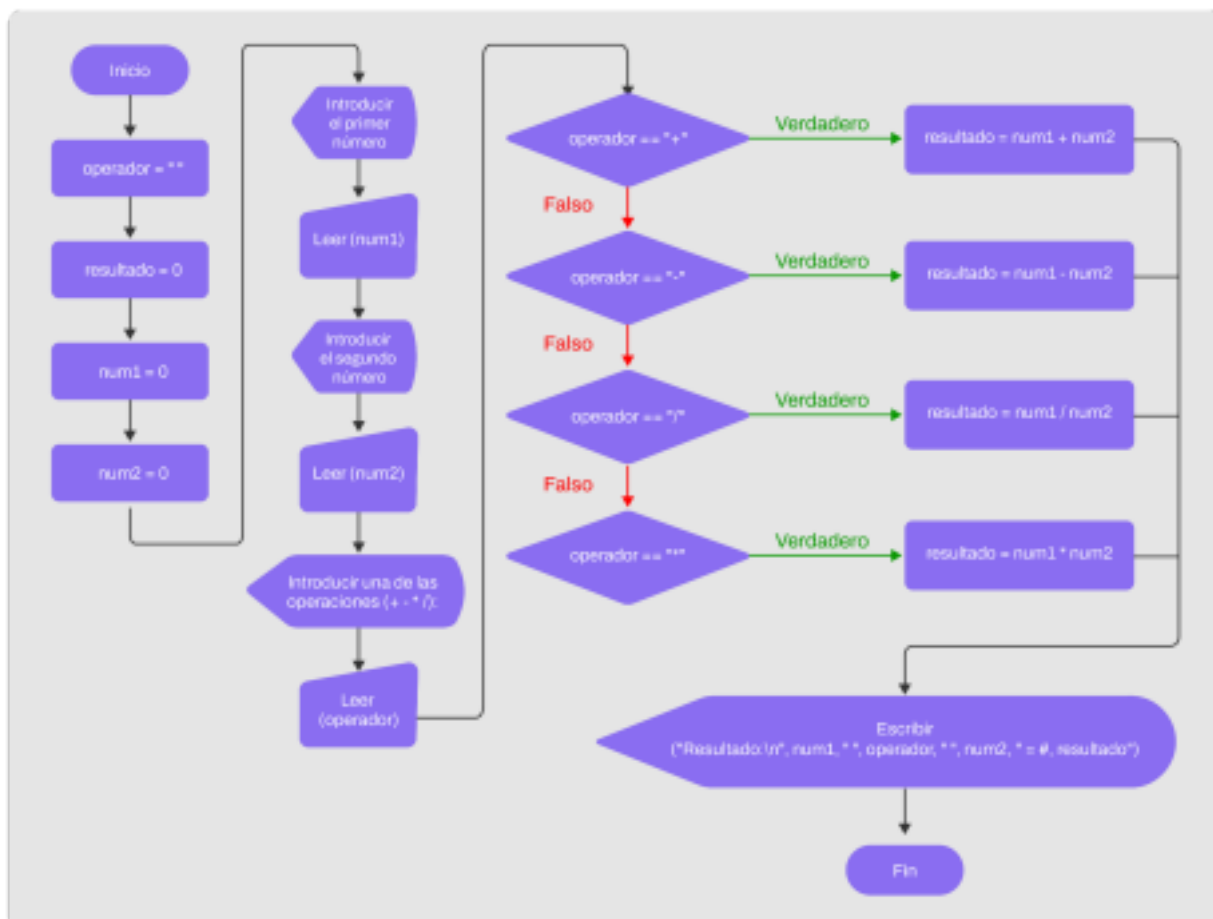 Inicio
operador = " "
resultado = 0
num1 = 0
num2 = 0
Introducir
el primer
número
Leer (num1)
Introducir
el segundo
número
Leer (num2)
Introducir una de las
operaciones (+ - * /):
Leer
(operador)
operador == "+"
Verdadero
resultado = num1 + num2
Falso
operador == "-"
Verdadero
resultado = num1 - num2
Falso
operador == "/"
Verdadero
resultado = num1 / num2
Falso
operador == "*"
Verdadero
resultado = num1 * num2
Escribir
("Resultado:\n", num1, " ", operador, " ", num2, " = #, resultado")
Fin